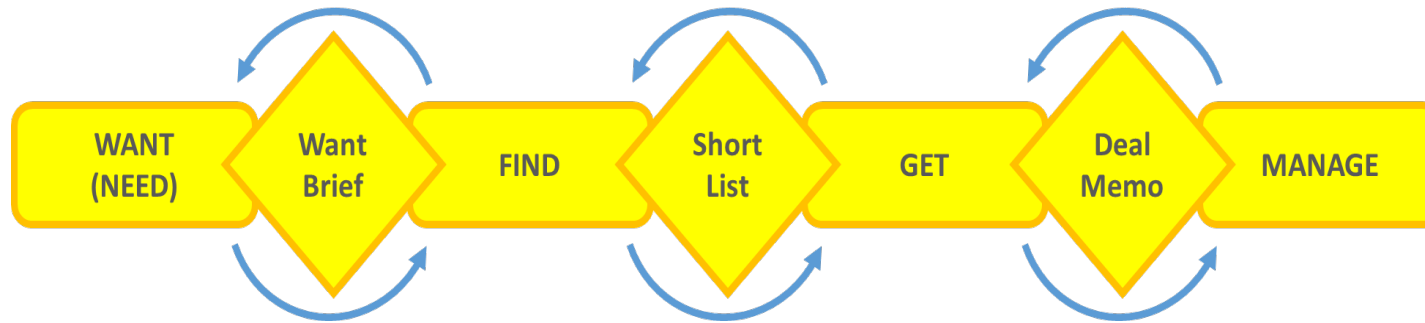 WANT
(NEED)
Want
Brief
FIND
Short
List
GET
Deal
Memo
MANAGE